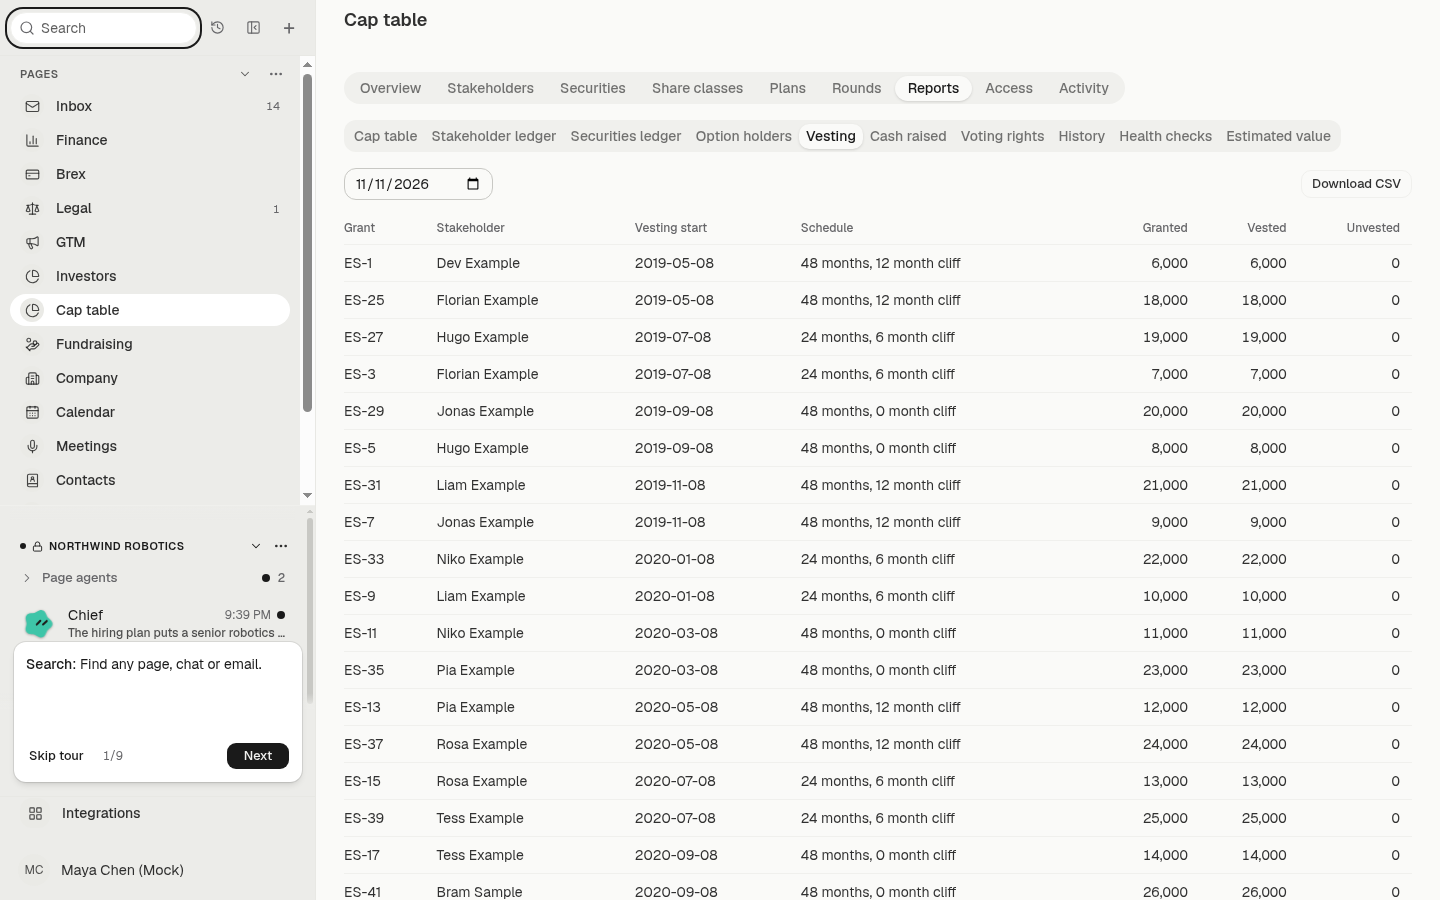 Search
PAGES
Inbox 14
Finance
Brex
Legal 1
GTM
Investors
Cap table
Fundraising
Company
Calendar
Meetings
Contacts
NORTHWIND ROBOTICS
Page agents 2
Chief 9:39 PM
The hiring plan puts a senior robotics ...
Search: Find any page, chat or email.
Skip tour 1/9 Next
Integrations
MC Maya Chen (Mock)
Cap table
Overview Stakeholders Securities Share classes Plans Rounds Reports Access Activity
Cap table Stakeholder ledger Securities ledger Option holders Vesting Cash raised Voting rights History Health checks Estimated value
11/11/2026 Download CSV
Grant Stakeholder Vesting start Schedule Granted Vested Unvested
ES-1 Dev Example 2019-05-08 48 months, 12 month cliff 6,000 6,000 0
ES-25 Florian Example 2019-05-08 48 months, 12 month cliff 18,000 18,000 0
ES-27 Hugo Example 2019-07-08 24 months, 6 month cliff 19,000 19,000 0
ES-3 Florian Example 2019-07-08 24 months, 6 month cliff 7,000 7,000 0
ES-29 Jonas Example 2019-09-08 48 months, 0 month cliff 20,000 20,000 0
ES-5 Hugo Example 2019-09-08 48 months, 0 month cliff 8,000 8,000 0
ES-31 Liam Example 2019-11-08 48 months, 12 month cliff 21,000 21,000 0
ES-7 Jonas Example 2019-11-08 48 months, 12 month cliff 9,000 9,000 0
ES-33 Niko Example 2020-01-08 24 months, 6 month cliff 22,000 22,000 0
ES-9 Liam Example 2020-01-08 24 months, 6 month cliff 10,000 10,000 0
ES-11 Niko Example 2020-03-08 48 months, 0 month cliff 11,000 11,000 0
ES-35 Pia Example 2020-03-08 48 months, 0 month cliff 23,000 23,000 0
ES-13 Pia Example 2020-05-08 48 months, 12 month cliff 12,000 12,000 0
ES-37 Rosa Example 2020-05-08 48 months, 12 month cliff 24,000 24,000 0
ES-15 Rosa Example 2020-07-08 24 months, 6 month cliff 13,000 13,000 0
ES-39 Tess Example 2020-07-08 24 months, 6 month cliff 25,000 25,000 0
ES-17 Tess Example 2020-09-08 48 months, 0 month cliff 14,000 14,000 0
ES-41 Bram Sample 2020-09-08 48 months, 0 month cliff 26,000 26,000 0